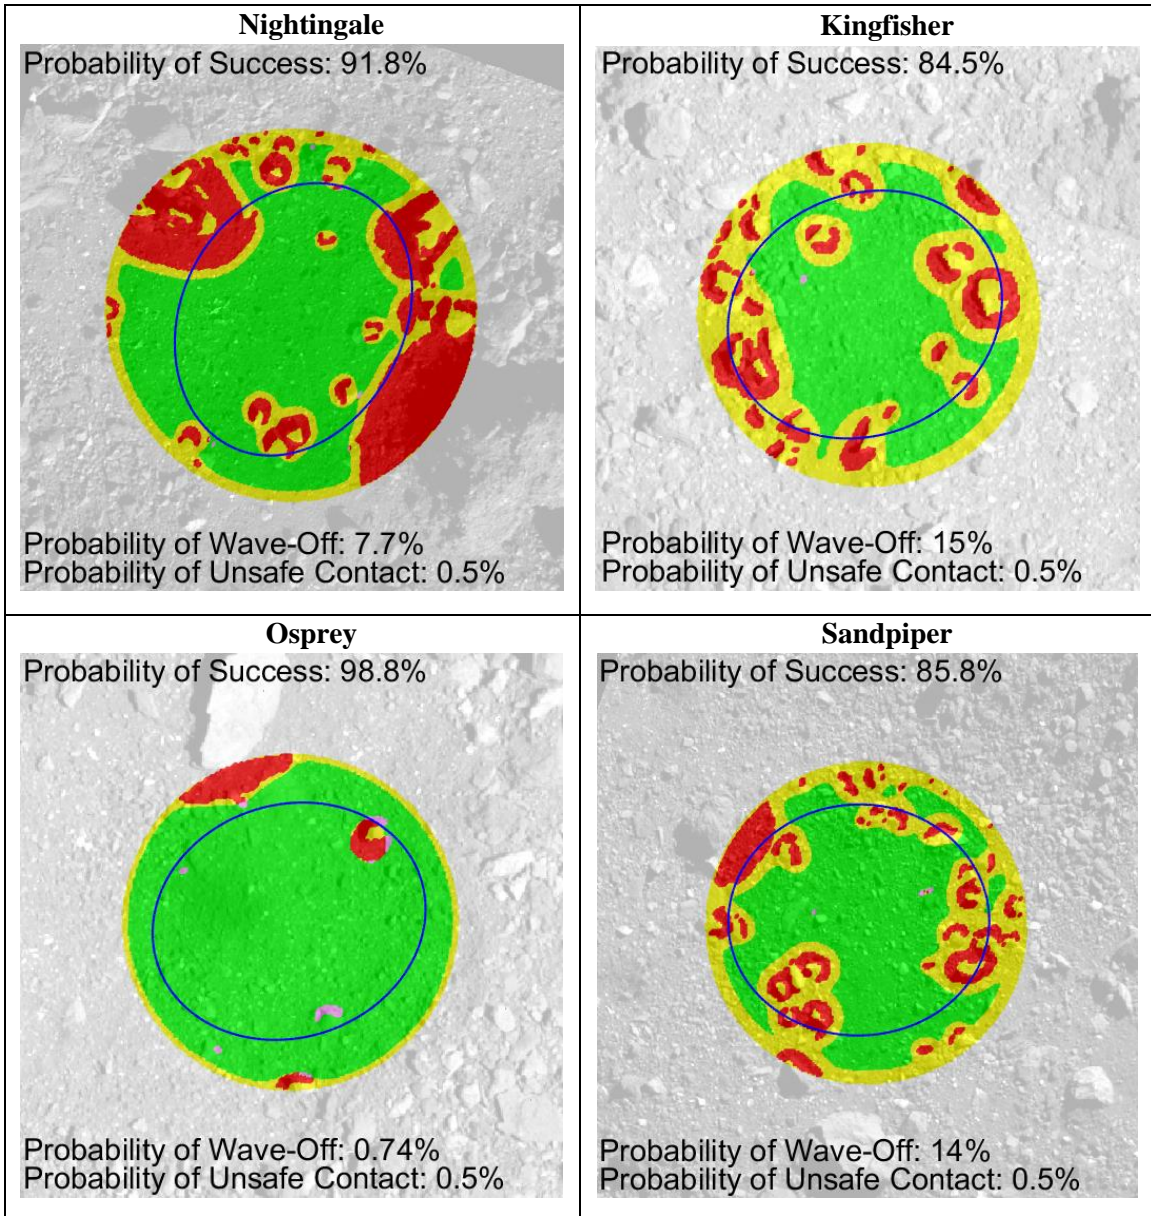 Nightingale
Probability of Success: 91.8%
Probability of Wave-Off: 7.7%
Probability of Unsafe Contact: 0.5%
Kingfisher
Probability of Success: 84.5%
Probability of Wave-Off: 15%
Probability of Unsafe Contact: 0.5%
Osprey
Probability of Success: 98.8%
Probability of Wave-Off: 0.74%
Probability of Unsafe Contact: 0.5%
Sandpiper
Probability of Success: 85.8%
Probability of Wave-Off: 14%
Probability of Unsafe Contact: 0.5%